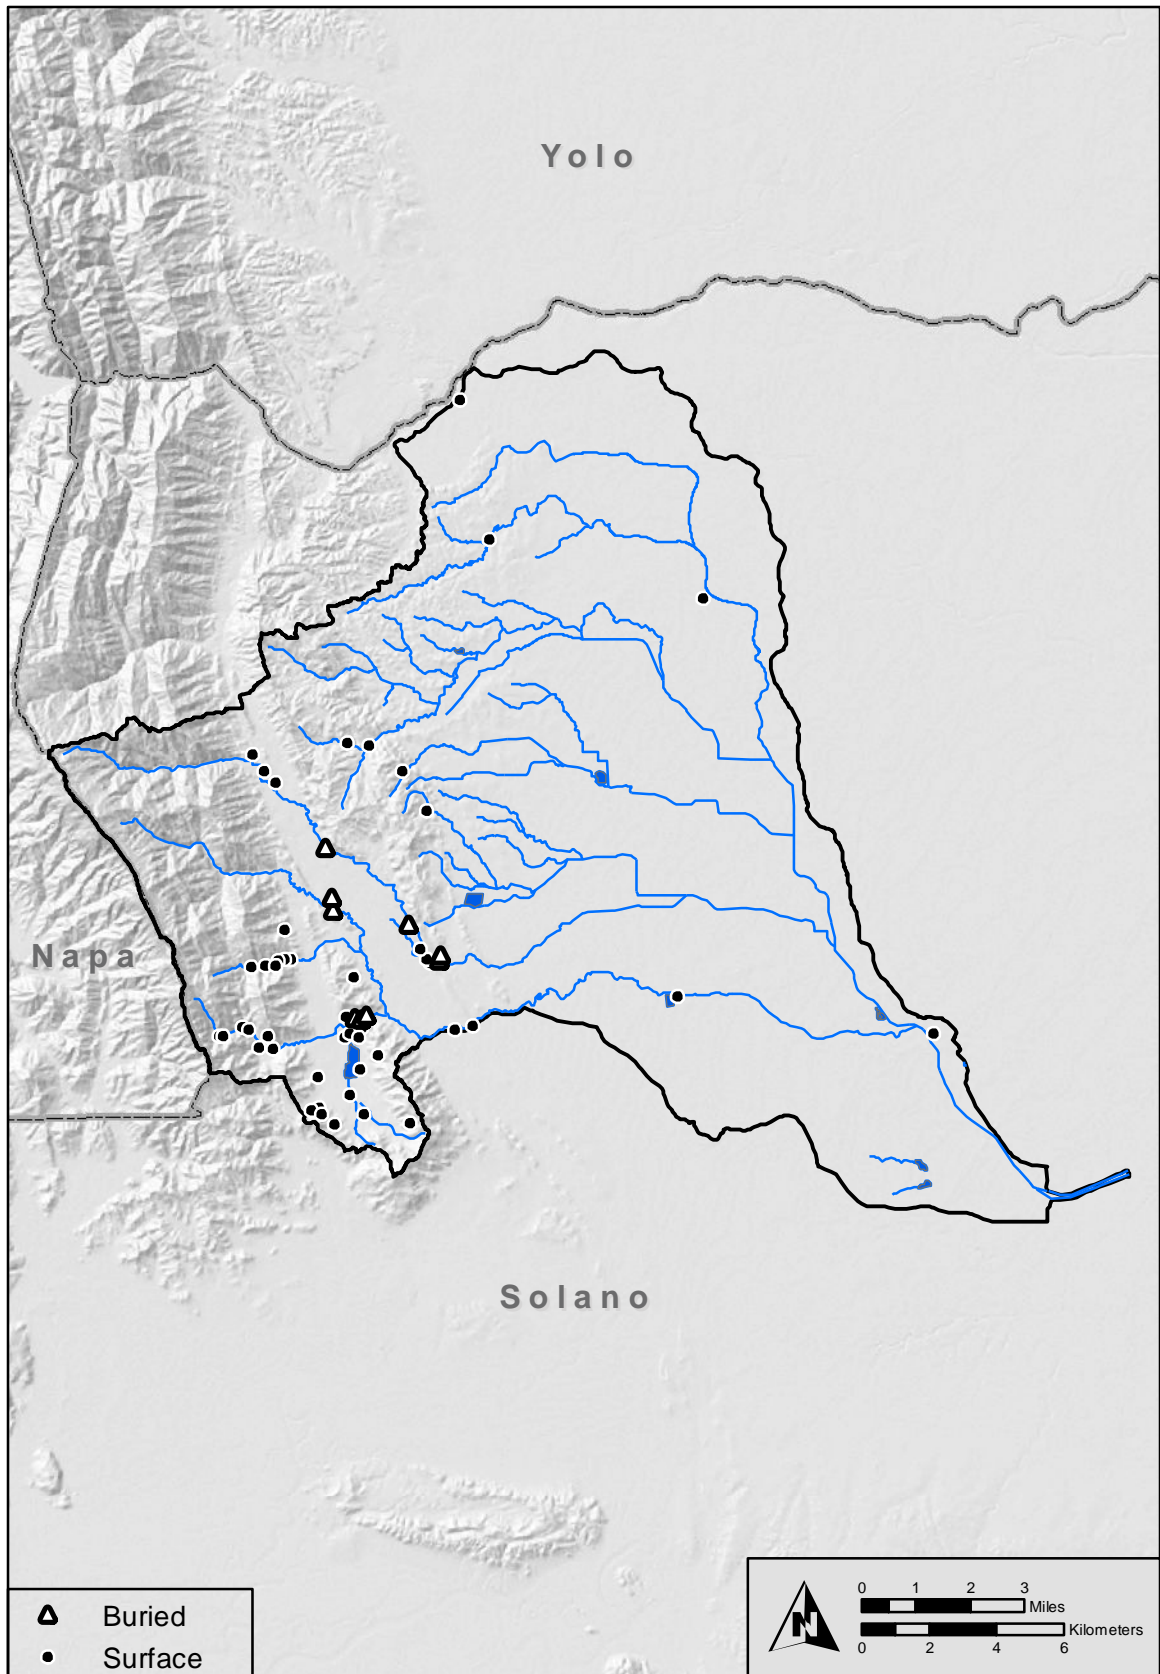 Yolo
Napa
Solano
Buried
Surface
N
0 1 2 3
Miles
Kilometers
0 2 4 6